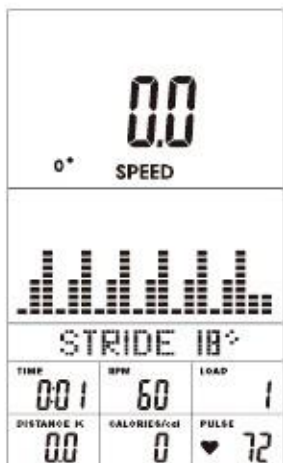 0.0
0° SPEED
STRIDE 18"
TIME RPM LOAD
0:01 60 1
DISTANCE K CALORIES/cal PULSE
0.0 0 72